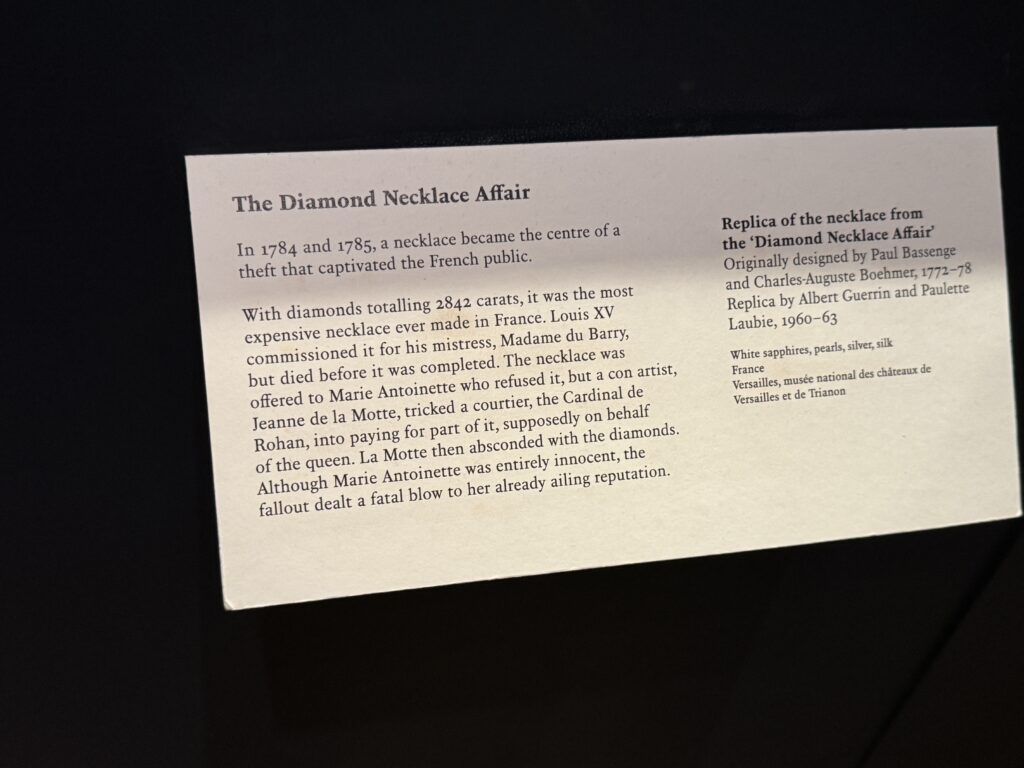 The Diamond Necklace Affair
In 1784 and 1785, a necklace became the centre of a
theft that captivated the French public.
With diamonds totalling 2842 carats, it was the most
expensive necklace ever made in France. Louis XV
commissioned it for his mistress, Madame du Barry,
but died before it was completed. The necklace was
offered to Marie Antoinette who refused it, but a con artist,
Jeanne de la Motte, tricked a courtier, the Cardinal de
Rohan, into paying for part of it, supposedly on behalf
of the queen. La Motte then absconded with the diamonds.
Although Marie Antoinette was entirely innocent, the
fallout dealt a fatal blow to her already ailing reputation.
Replica of the necklace from
the ‘Diamond Necklace Affair’
Originally designed by Paul Bassenge
and Charles-Auguste Boehmer, 1772–78
Replica by Albert Guerrin and Paulette
Laubie, 1960–63
White sapphires, pearls, silver, silk
France
Versailles, musée national des châteaux de
Versailles et de Trianon